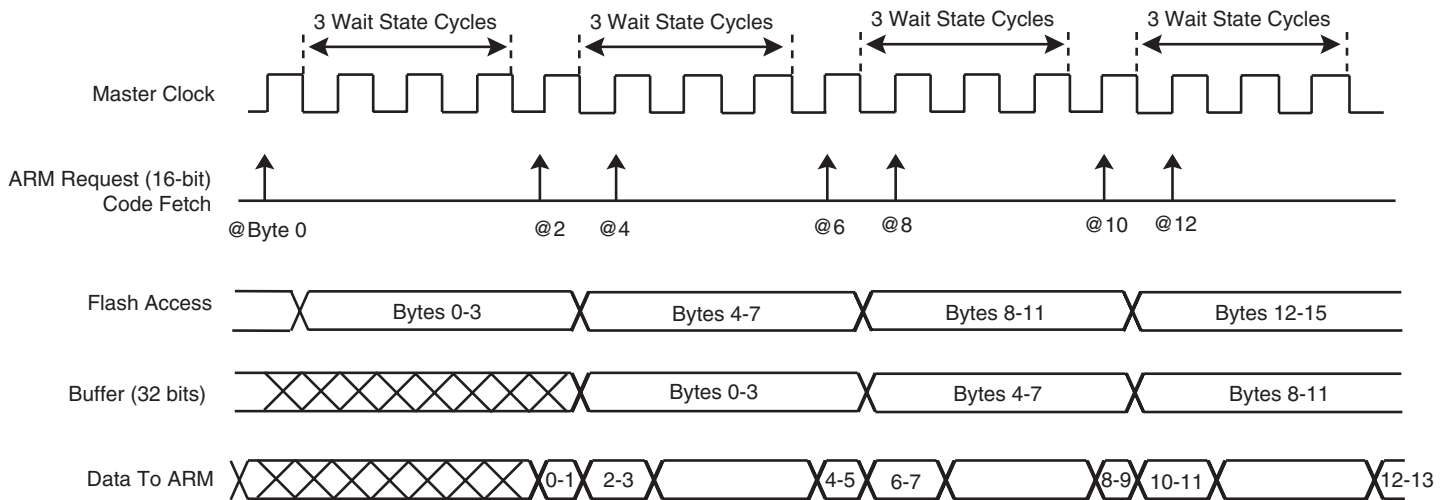 3 Wait State Cycles 3 Wait State Cycles 3 Wait State Cycles 3 Wait State Cycles
Master Clock
ARM Request (16-bit)
Code Fetch
@Byte 0 @2 @4 @6 @8 @10 @12
Flash Access Bytes 0-3 Bytes 4-7 Bytes 8-11 Bytes 12-15
Buffer (32 bits) Bytes 0-3 Bytes 4-7 Bytes 8-11
Data To ARM 0-1 2-3 4-5 6-7 8-9 10-11 12-13